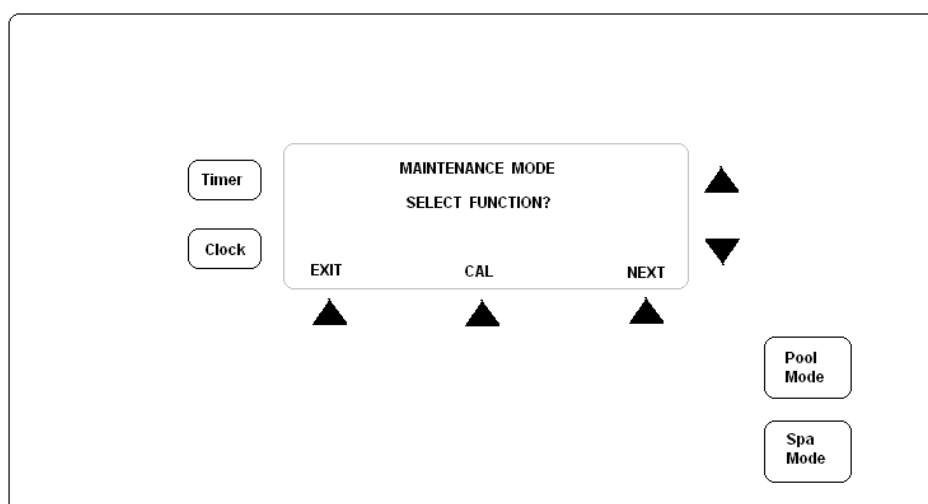 Timer
MAINTENANCE MODE
SELECT FUNCTION?
Clock
EXIT CAL NEXT
Pool
Mode
Spa
Mode